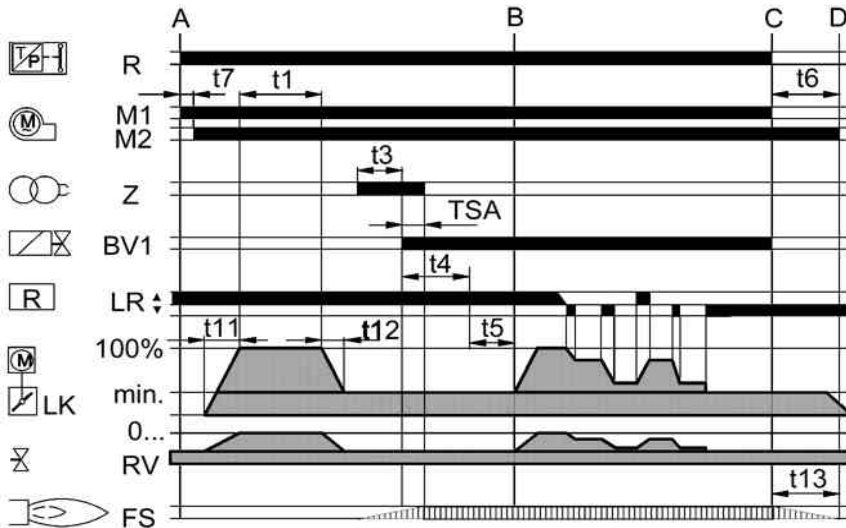 A B C D
T/P R
t7 t1 t6
M M1
M2
t3
Z
TSA
BV1
t4
R LR
t11 t12 t5
100%
M
min.
LK
0...
RV
t13
FS